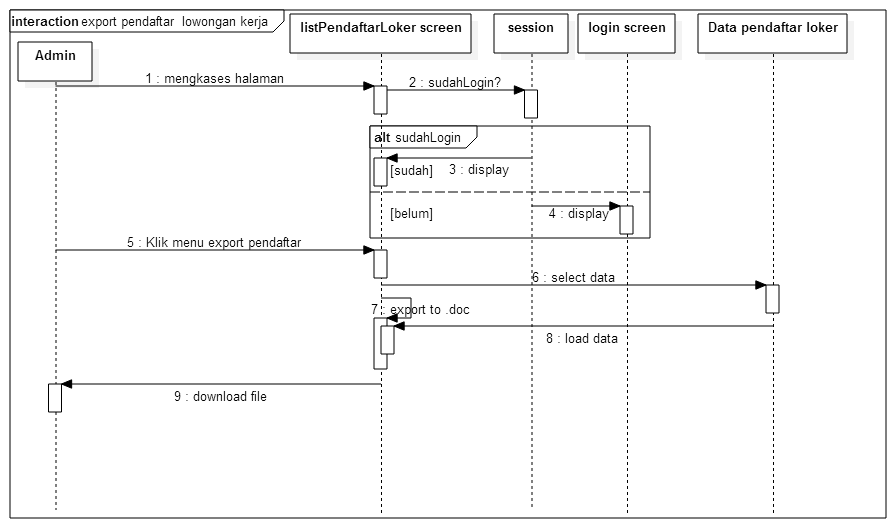 interaction export pendaftar lowongan kerja
listPendaftarLoker screen
session
login screen
Data pendaftar loker
Admin
1 : mengkases halaman
2 : sudahLogin?
alt sudahLogin
[sudah]
3 : display
[belum]
4 : display
5 : Klik menu export pendaftar
6 : select data
7 : export to .doc
8 : load data
9 : download file